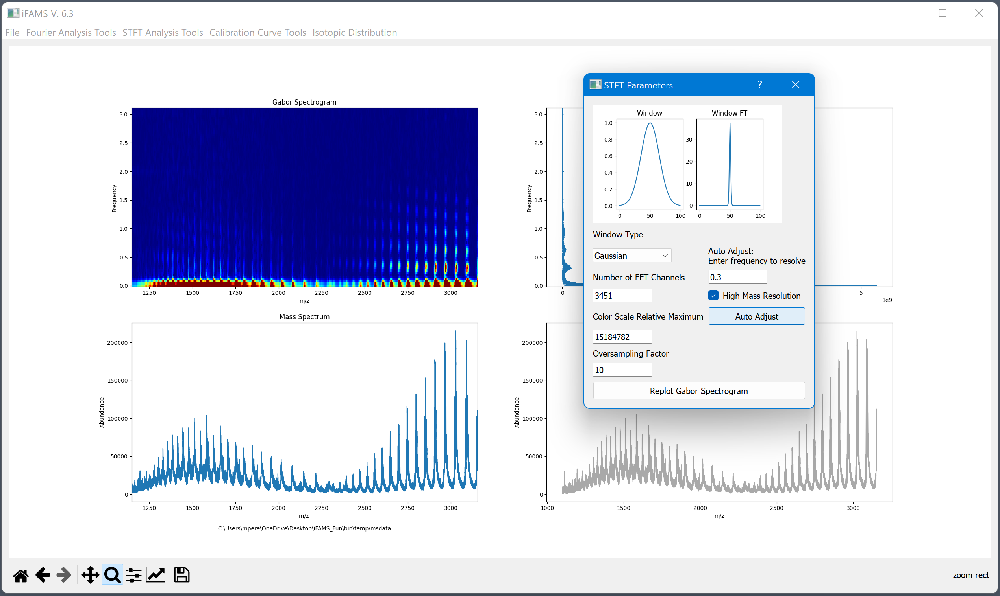 iFAMS V. 6.3
File Fourier Analysis Tools STFT Analysis Tools Calibration Curve Tools Isotopic Distribution
Gabor Spectrogram
3.0
2.5
2.0
1.5
1.0
0.5
0.0
Frequency
1250 1500 1750 2000 2250 2500 2750 3000
m/z
Mass Spectrum
200000
150000
100000
50000
0
Abundance
1250 1500 1750 2000 2250 2500 2750 3000
m/z
C:\Users\mpere\OneDrive\Desktop\iFAMS_Fun\bin\temp\msdata
3.0
2.5
2.0
1.5
1.0
0.5
0.0
Frequency
0 5
1e9
200000
150000
100000
50000
0
Abundance
1000 1500 2000 2500 3000
m/z
STFT Parameters ?
Window
1.0
0.8
0.6
0.4
0.2
0.0
0 50 100
Window FT
30
20
10
0
0 50 100
Window Type
Gaussian
Auto Adjust:
Enter frequency to resolve
Number of FFT Channels
0.3
3451
High Mass Resolution
Color Scale Relative Maximum
Auto Adjust
15184782
Oversampling Factor
10
Replot Gabor Spectrogram
zoom rect